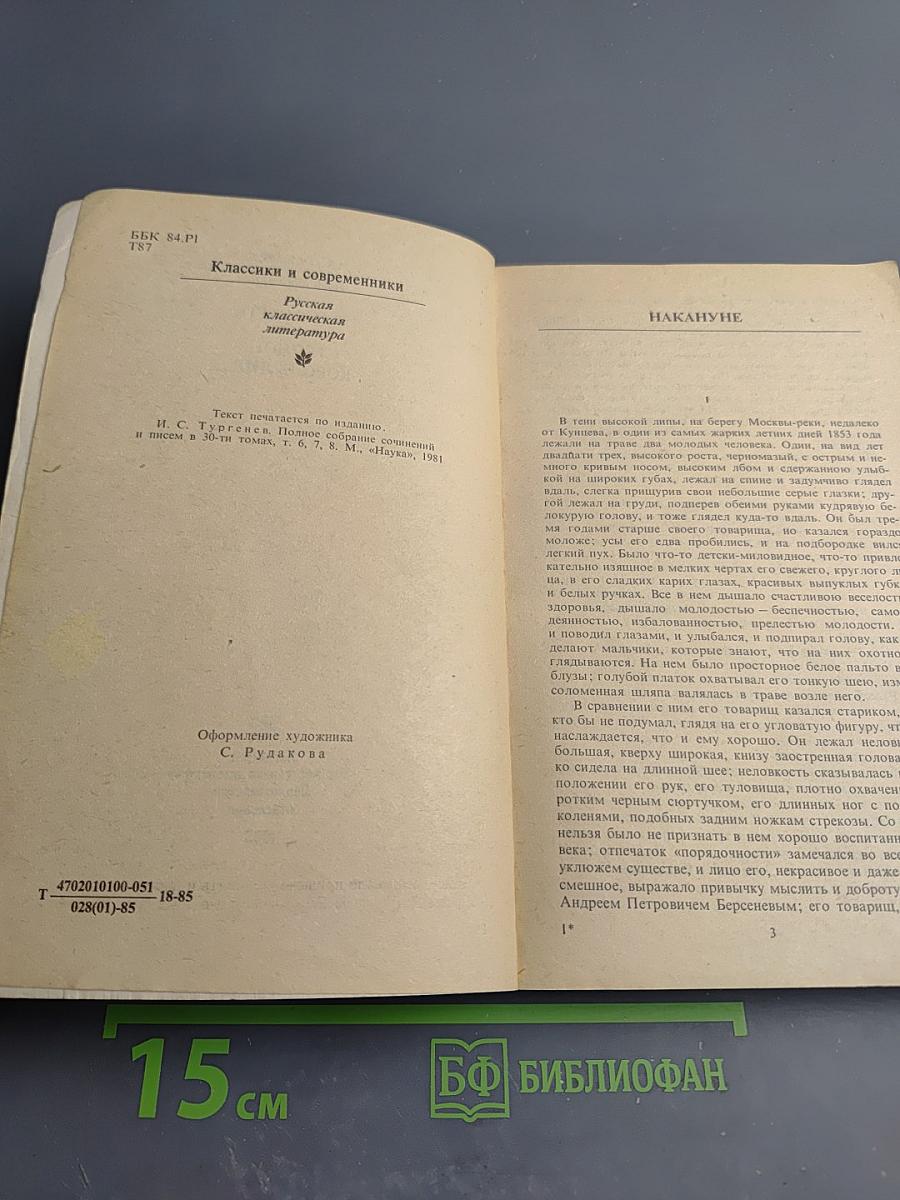 ББК 84.Р1
Т87
Классики и современники
Русская
классическая
литература
Текст печатается по изданию.
И. С. Тургенев. Полное собрание сочинений
и писем в 30-ти томах, т. 6, 7, 8. М., «Наука», 1981
Оформление художника
С. Рудакова
Т 4702010100-051 18-85
028(01)-85
НАКАНУНЕ
I
В тени высокой липы, на берегу Москвы-реки, недалеко
от Кунцева, в один из самых жарких летних дней 1853 года
лежали на траве два молодых человека. Один, на вид лет
двадцати трех, высокого роста, черномазый, с острым и не-
много кривым носом, высоким лбом и сдержанною улыб-
кой на широких губах, лежал на спине и задумчиво глядел
вдаль, слегка прищурив свои небольшие серые глазки; дру-
гой лежал на груди, подперев обеими руками кудрявую бе-
локурую голову, и тоже глядел куда-то вдаль. Он был тре-
мя годами старше своего товарища, но казался гораздо
моложе; усы его едва пробились, и на подбородке вился
легкий пух. Было что-то детски-миловидное, что-то привле
кательно изящное в мелких чертах его свежего, круглого ли
ца, в его сладких карих глазах, красивых выпуклых губк
и белых ручках. Все в нем дышало счастливою веселость
здоровья, дышало молодостью — беспечностью, само
деянностью, избалованностью, прелестью молодости.
и поводил глазами, и улыбался, и подпирал голову, как
делают мальчики, которые знают, что на них охотно
глядываются. На нем было просторное белое пальто в
блузы; голубой платок охватывал его тонкую шею, изм
соломенная шляпа валялась в траве возле него.
В сравнении с ним его товарищ казался стариком,
кто бы не подумал, глядя на его угловатую фигуру, чт
наслаждается, что и ему хорошо. Он лежал неловк
большая, кверху широкая, книзу заостренная голова
ко сидела на длинной шее; неловкость сказывалась
положении его рук, его туловища, плотно охвачен
ротким черным сюртучком, его длинных ног с по
коленями, подобных задним ножкам стрекозы. Со
нельзя было не признать в нем хорошо воспитанн
века; отпечаток «порядочности» замечался во все
уклюжем существе, и лицо его, некрасивое и даже
смешное, выражало привычку мыслить и доброту
Андреем Петровичем Берсеневым; его товарищ,
1*
3
15 см
БФ БИБЛИОФАН